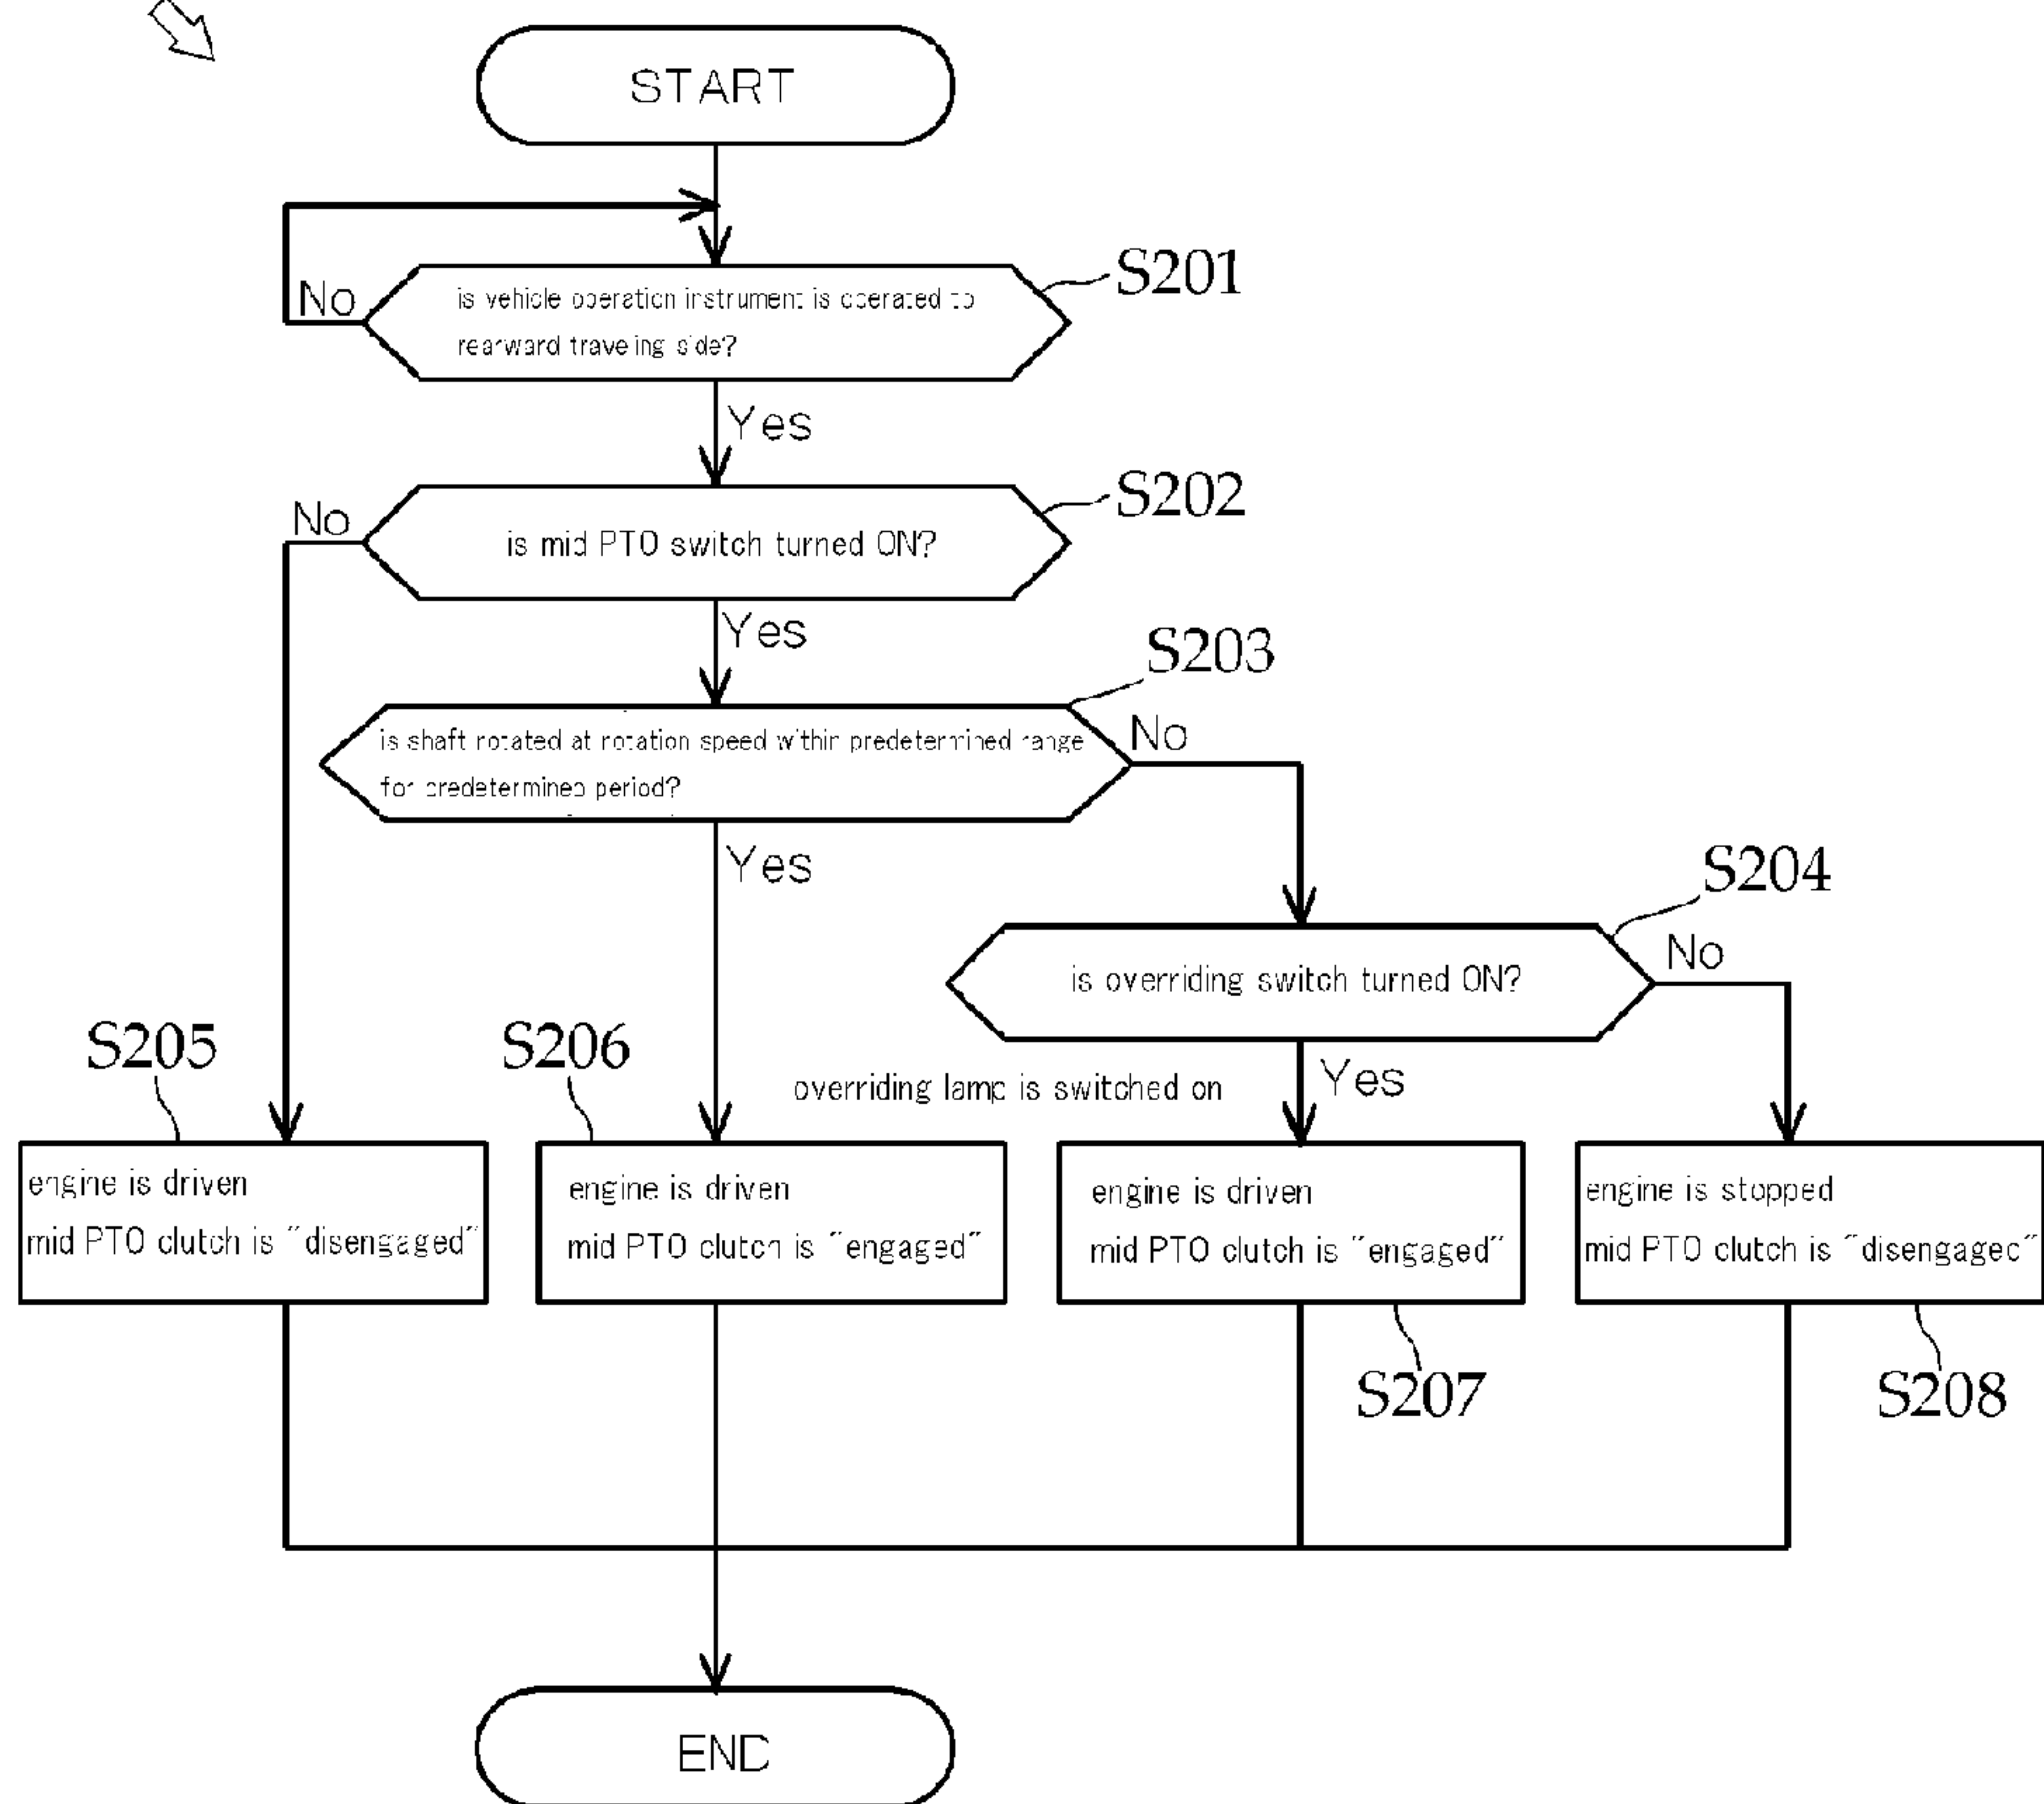 START
S201
No
is vehicle operation instrument is operated to
rearward traveling side?
Yes
S202
No
is mid PTO switch turned ON?
Yes
S203
is shaft rotated at rotation speed within predetermined range
for predetermined period?
No
Yes
S204
is overriding switch turned ON?
No
S205
S206
overriding lamp is switched on
Yes
engine is driven
mid PTO clutch is "disengaged"
engine is driven
mid PTO clutch is "engaged"
engine is driven
mid PTO clutch is "engaged"
engine is stopped
mid PTO clutch is "disengaged"
S207
S208
END